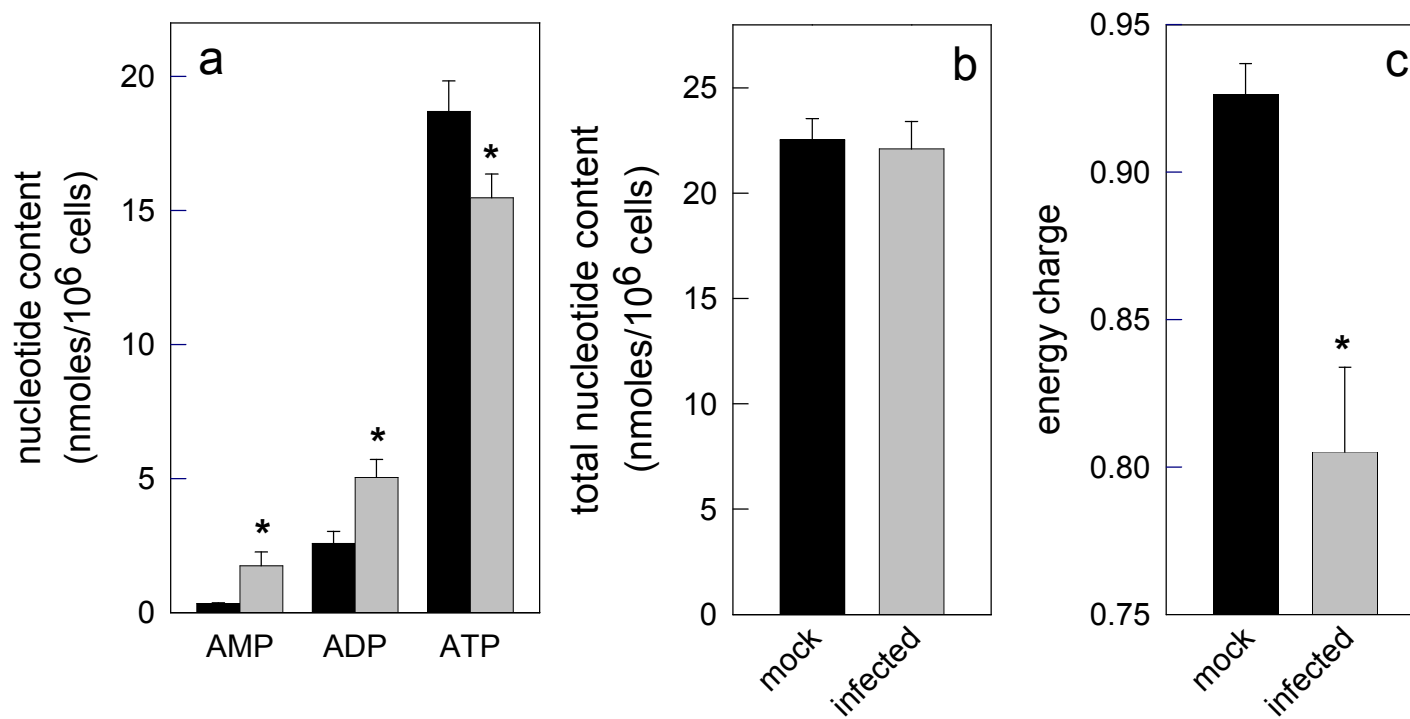 a
nucleotide content
(nmoles/10⁶ cells)
20
15
10
5
0
*
*
*
AMP
ADP
ATP
b
total nucleotide content
(nmoles/10⁶ cells)
25
20
15
10
5
0
mock
infected
c
energy charge
0.95
0.90
0.85
0.80
0.75
*
mock
infected